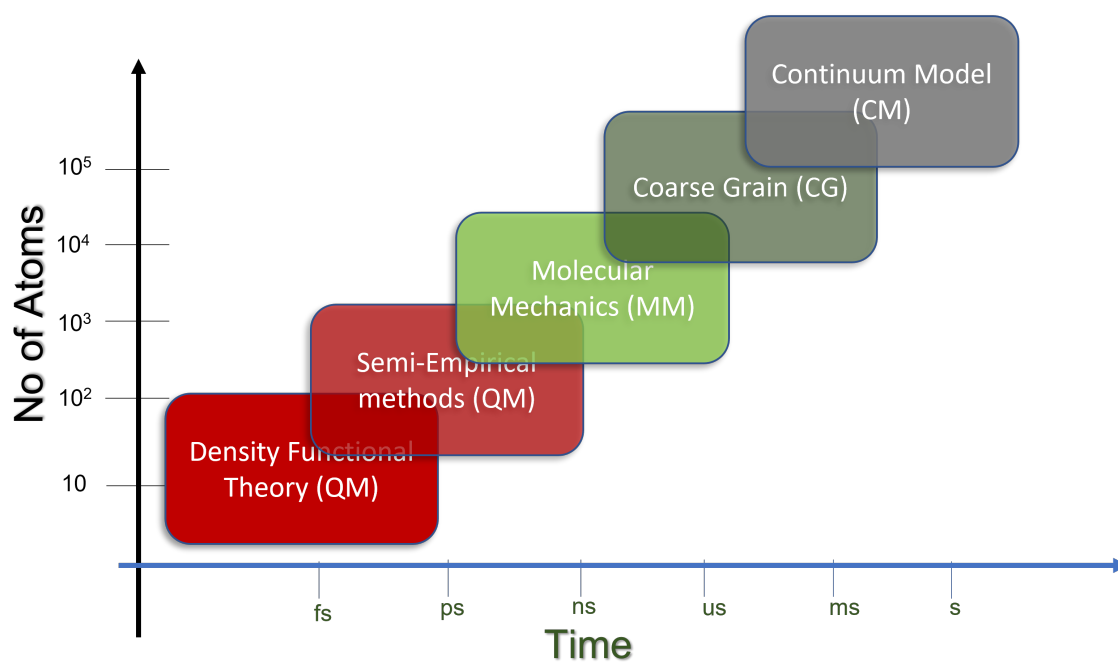 Continuum Model
(CM)
Coarse Grain (CG)
Molecular
Mechanics (MM)
Semi-Empirical
methods (QM)
Density Functional
Theory (QM)
No of Atoms
10⁵
10⁴
10³
10²
10
fs
ps
ns
us
ms
s
Time